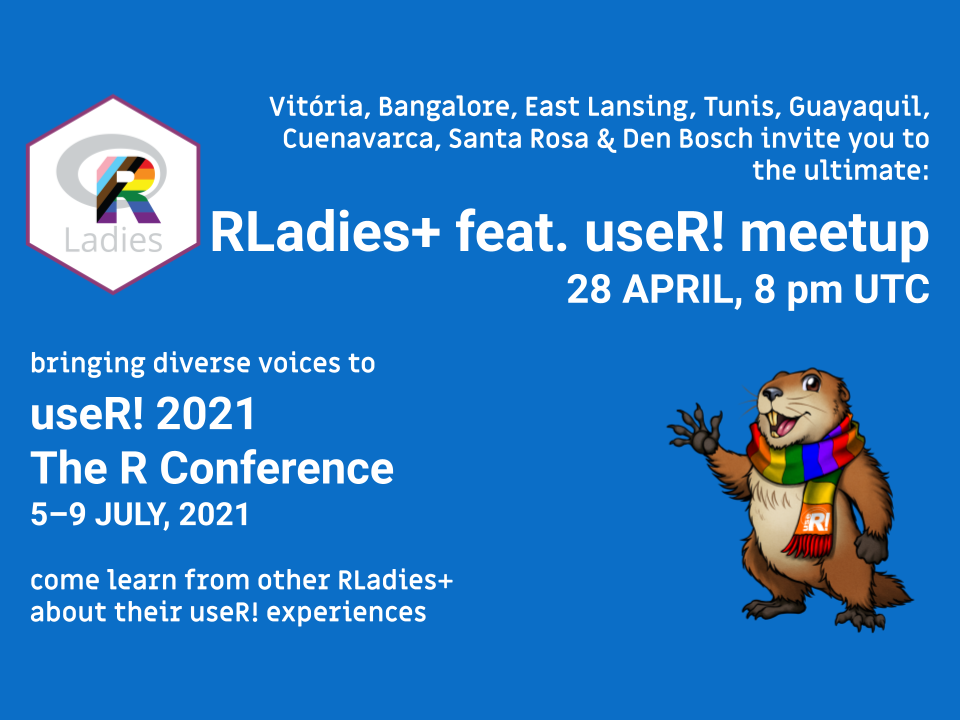 Vitória, Bangalore, East Lansing, Tunis, Guayaquil,
Cuenavarca, Santa Rosa & Den Bosch invite you to
the ultimate:
R
Ladies
RLadies+ feat. useR! meetup
28 APRIL, 8 pm UTC
bringing diverse voices to
useR! 2021
The R Conference
5–9 JULY, 2021
come learn from other RLadies+
about their useR! experiences
useR!